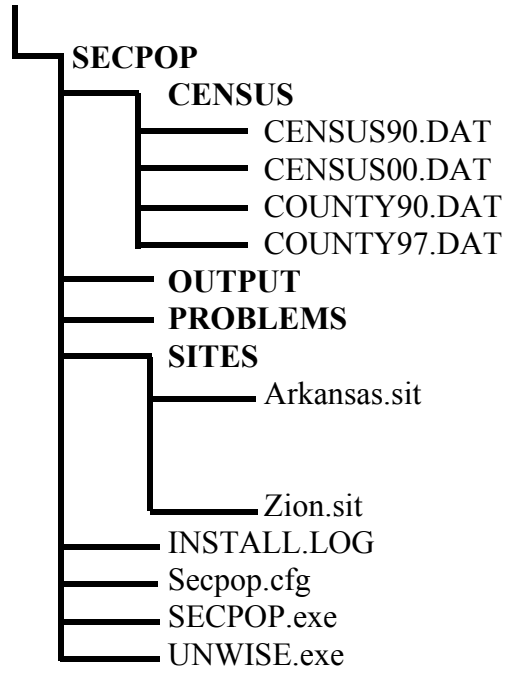 SECPOP
CENSUS
CENSUS90.DAT
CENSUS00.DAT
COUNTY90.DAT
COUNTY97.DAT
OUTPUT
PROBLEMS
SITES
Arkansas.sit
Zion.sit
INSTALL.LOG
Secpop.cfg
SECPOP.exe
UNWISE.exe